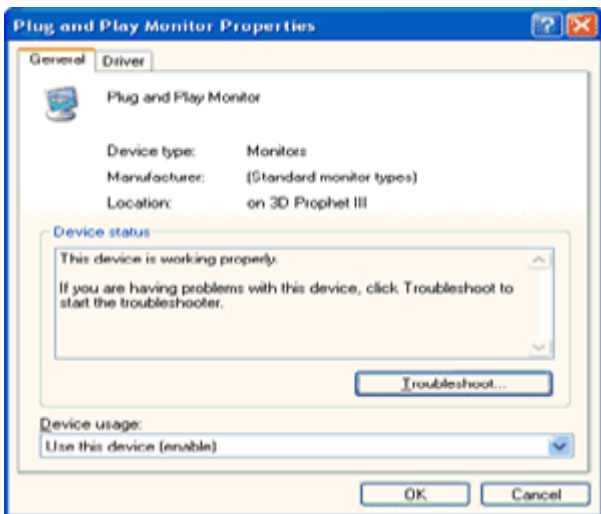 Plug and Play Monitor Properties
General Driver
Plug and Play Monitor
Device type: Monitors
Manufacturer: (Standard monitor types)
Location: on 3D Prophet III
Device status
This device is working properly.
If you are having problems with this device, click Troubleshoot to
start the troubleshooter.
Troubleshoot...
Device usage:
Use this device (enable)
OK Cancel